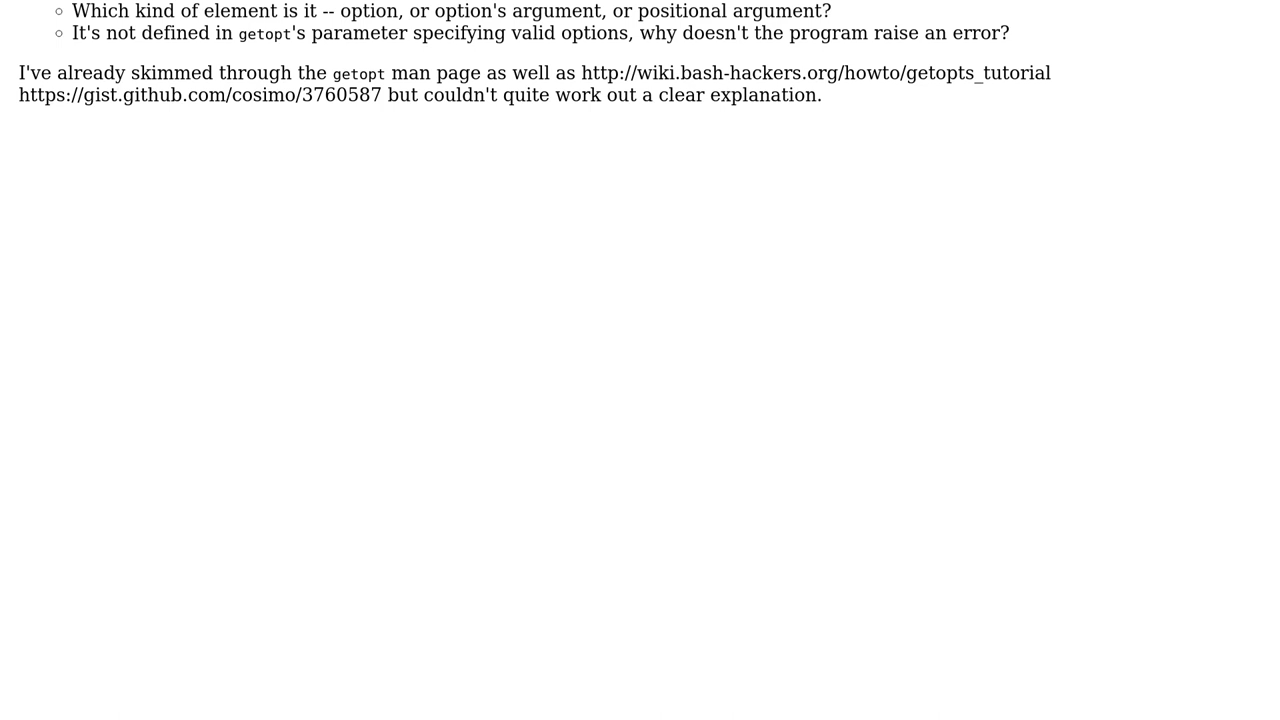 Which kind of element is it -- option, or option's argument, or positional argument?
It's not defined in getopt's parameter specifying valid options, why doesn't the program raise an error?
I've already skimmed through the getopt man page as well as http://wiki.bash-hackers.org/howto/getopts_tutorial
https://gist.github.com/cosimo/3760587 but couldn't quite work out a clear explanation.